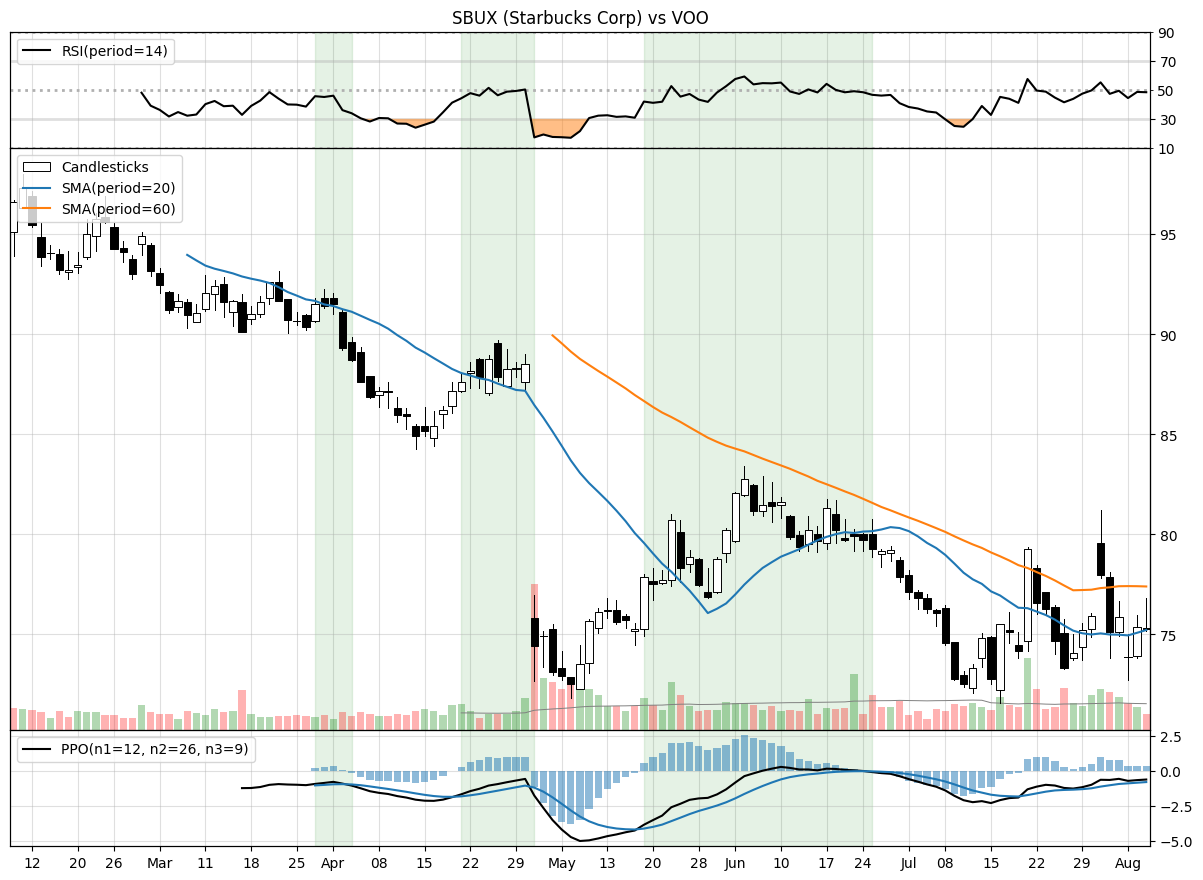 SBUX (Starbucks Corp) vs VOO
RSI(period=14)
90
70
50
30
10
Candlesticks
SMA(period=20)
SMA(period=60)
95
90
85
80
75
PPO(n1=12, n2=26, n3=9)
2.5
0.0
−2.5
−5.0
12 20 26 Mar 11 18 25 Apr 08 15 22 29 May 13 20 28 Jun 10 17 24 Jul 08 15 22 29 Aug